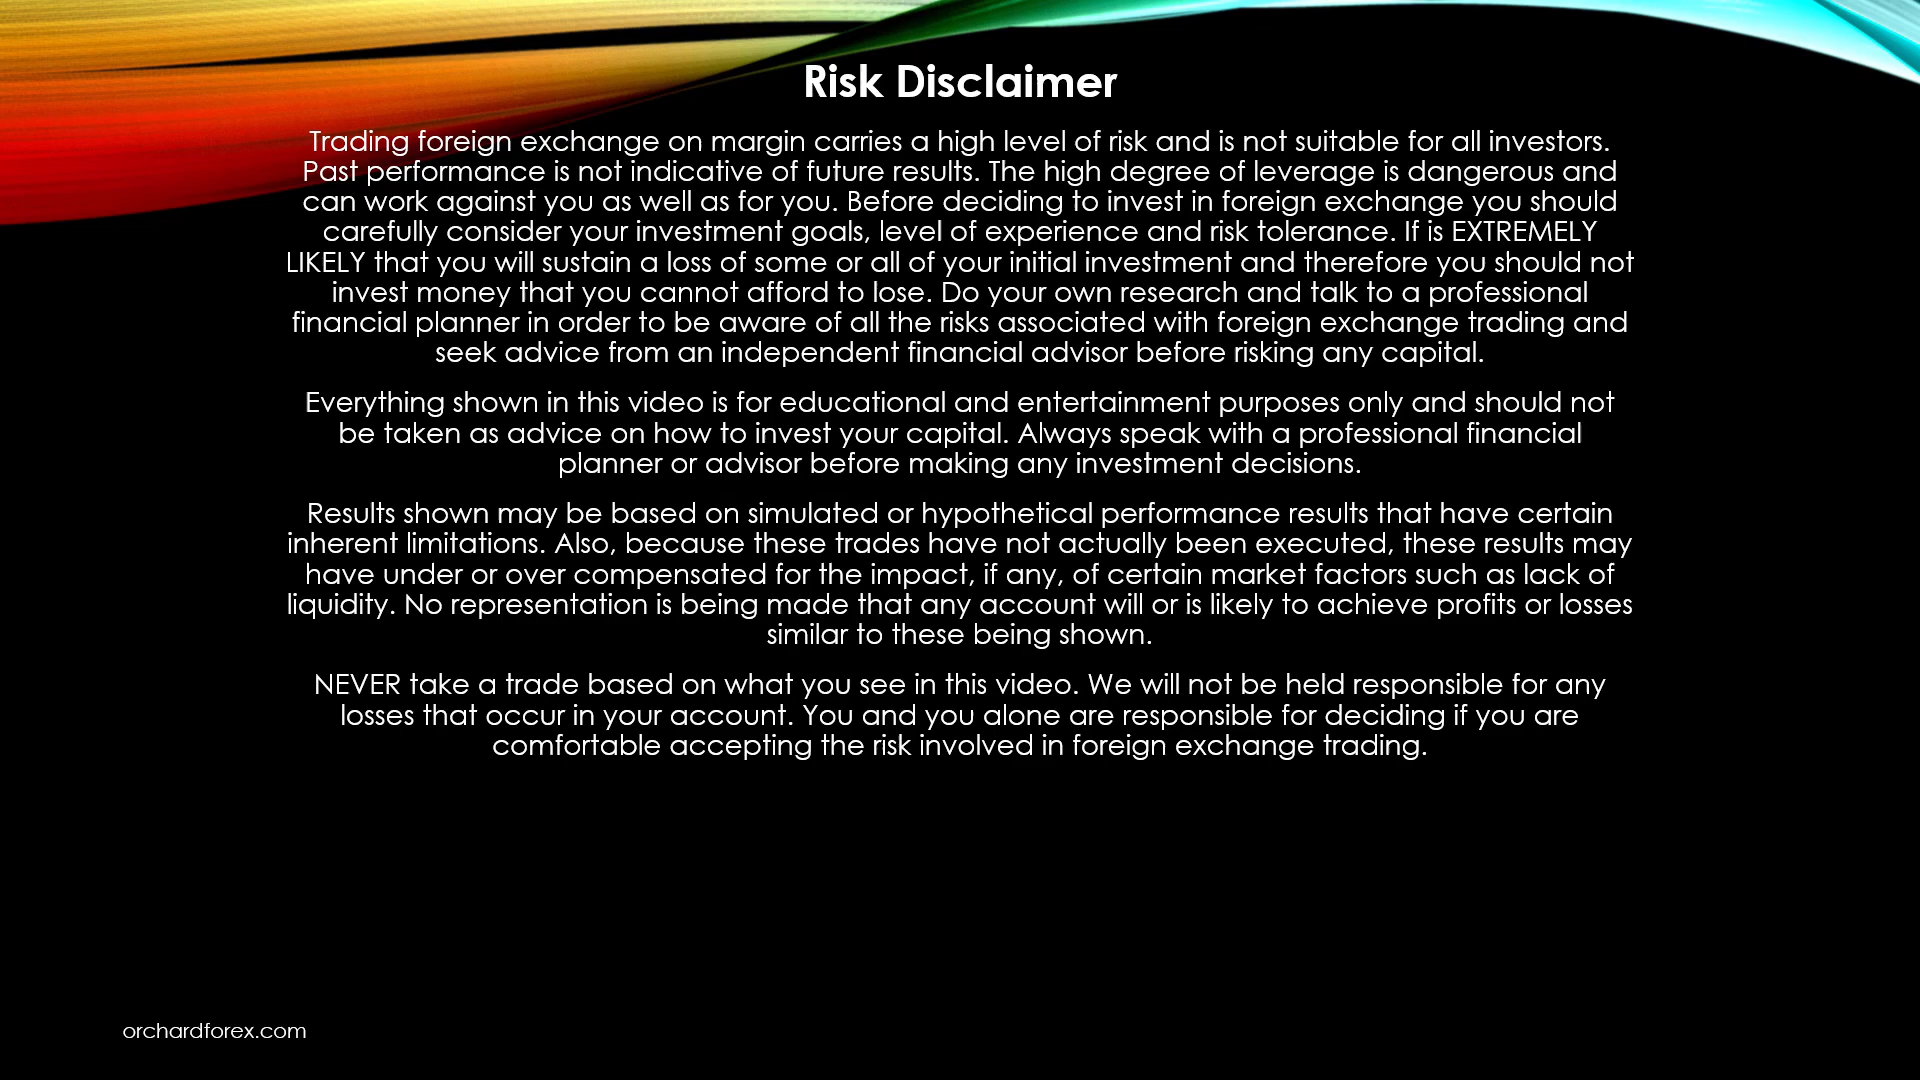 Risk Disclaimer
Trading foreign exchange on margin carries a high level of risk and is not suitable for all investors.
Past performance is not indicative of future results. The high degree of leverage is dangerous and
can work against you as well as for you. Before deciding to invest in foreign exchange you should
carefully consider your investment goals, level of experience and risk tolerance. If is EXTREMELY
LIKELY that you will sustain a loss of some or all of your initial investment and therefore you should not
invest money that you cannot afford to lose. Do your own research and talk to a professional
financial planner in order to be aware of all the risks associated with foreign exchange trading and
seek advice from an independent financial advisor before risking any capital.
Everything shown in this video is for educational and entertainment purposes only and should not
be taken as advice on how to invest your capital. Always speak with a professional financial
planner or advisor before making any investment decisions.
Results shown may be based on simulated or hypothetical performance results that have certain
inherent limitations. Also, because these trades have not actually been executed, these results may
have under or over compensated for the impact, if any, of certain market factors such as lack of
liquidity. No representation is being made that any account will or is likely to achieve profits or losses
similar to these being shown.
NEVER take a trade based on what you see in this video. We will not be held responsible for any
losses that occur in your account. You and you alone are responsible for deciding if you are
comfortable accepting the risk involved in foreign exchange trading.
orchardforex.com